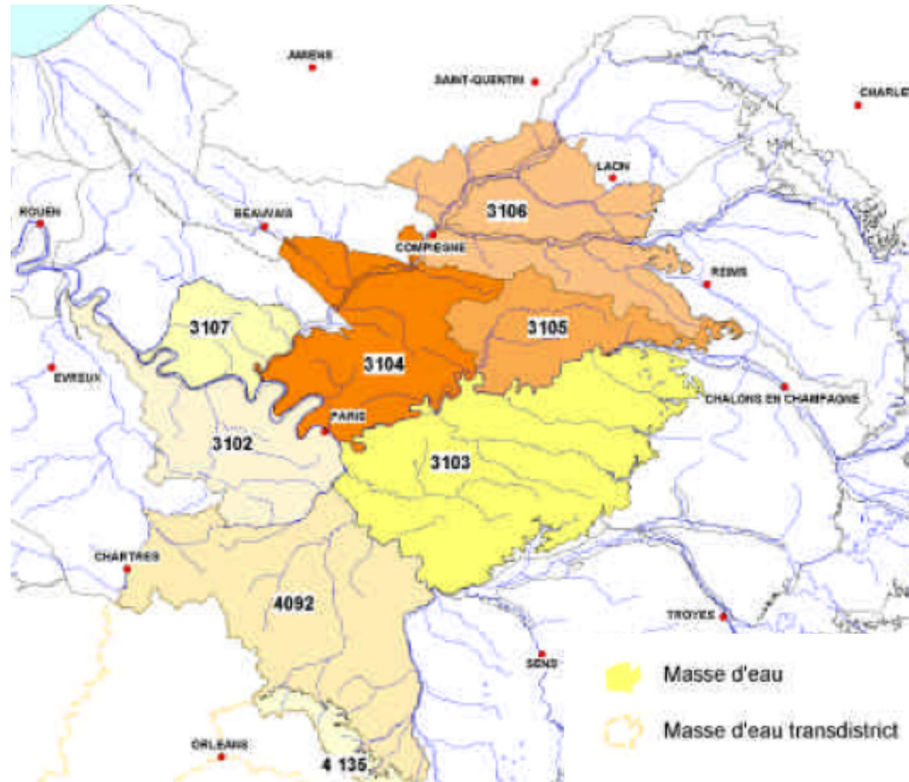 AMIENS
SAINT-QUENTIN
CHARLE
LAON
ROUEN
BEAUVAIS
3106
COMPIEGNE
REIMS
3107
3105
3104
EVREUX
CHALONS EN CHAMPAGNE
PARIS
3102
3103
CHARTRES
4092
TROYES
SENS
Masse d'eau
Masse d'eau transdistrict
ORLEANS
4 135